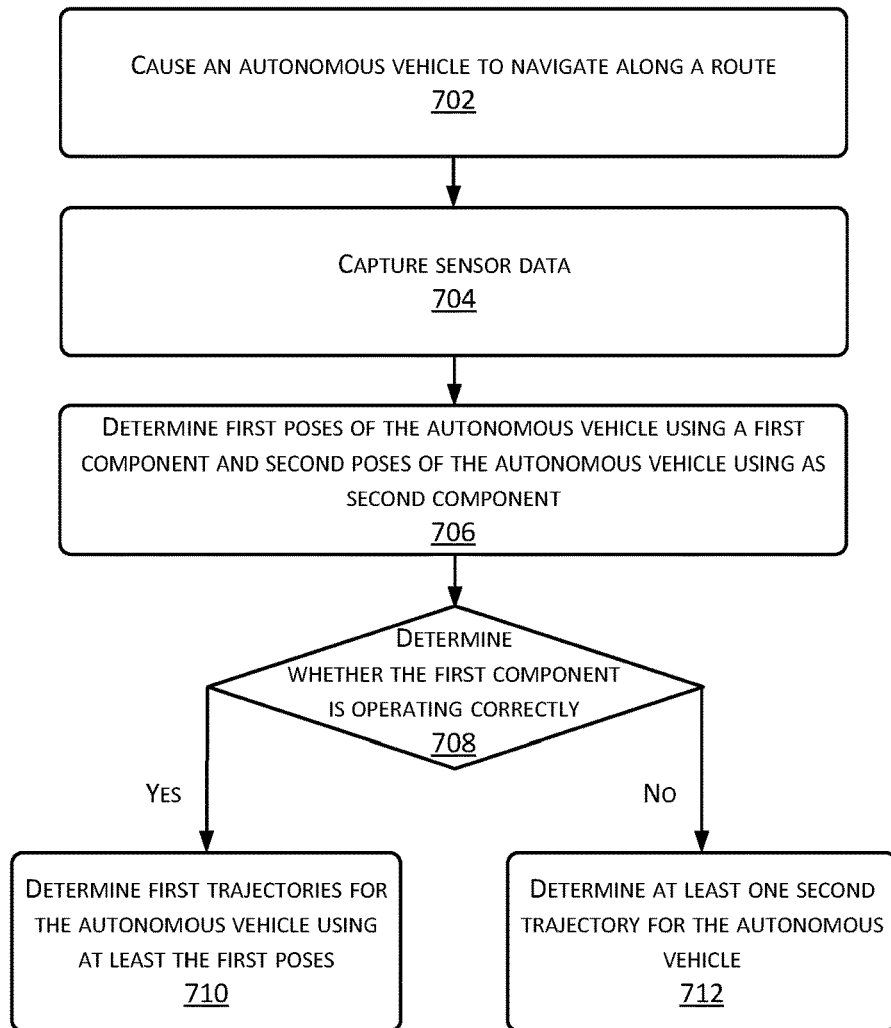 CAUSE AN AUTONOMOUS VEHICLE TO NAVIGATE ALONG A ROUTE
702
CAPTURE SENSOR DATA
704
DETERMINE FIRST POSES OF THE AUTONOMOUS VEHICLE USING A FIRST
COMPONENT AND SECOND POSES OF THE AUTONOMOUS VEHICLE USING AS
SECOND COMPONENT
706
DETERMINE
WHETHER THE FIRST COMPONENT
IS OPERATING CORRECTLY
708
YES
NO
DETERMINE FIRST TRAJECTORIES FOR
THE AUTONOMOUS VEHICLE USING
AT LEAST THE FIRST POSES
710
DETERMINE AT LEAST ONE SECOND
TRAJECTORY FOR THE AUTONOMOUS
VEHICLE
712